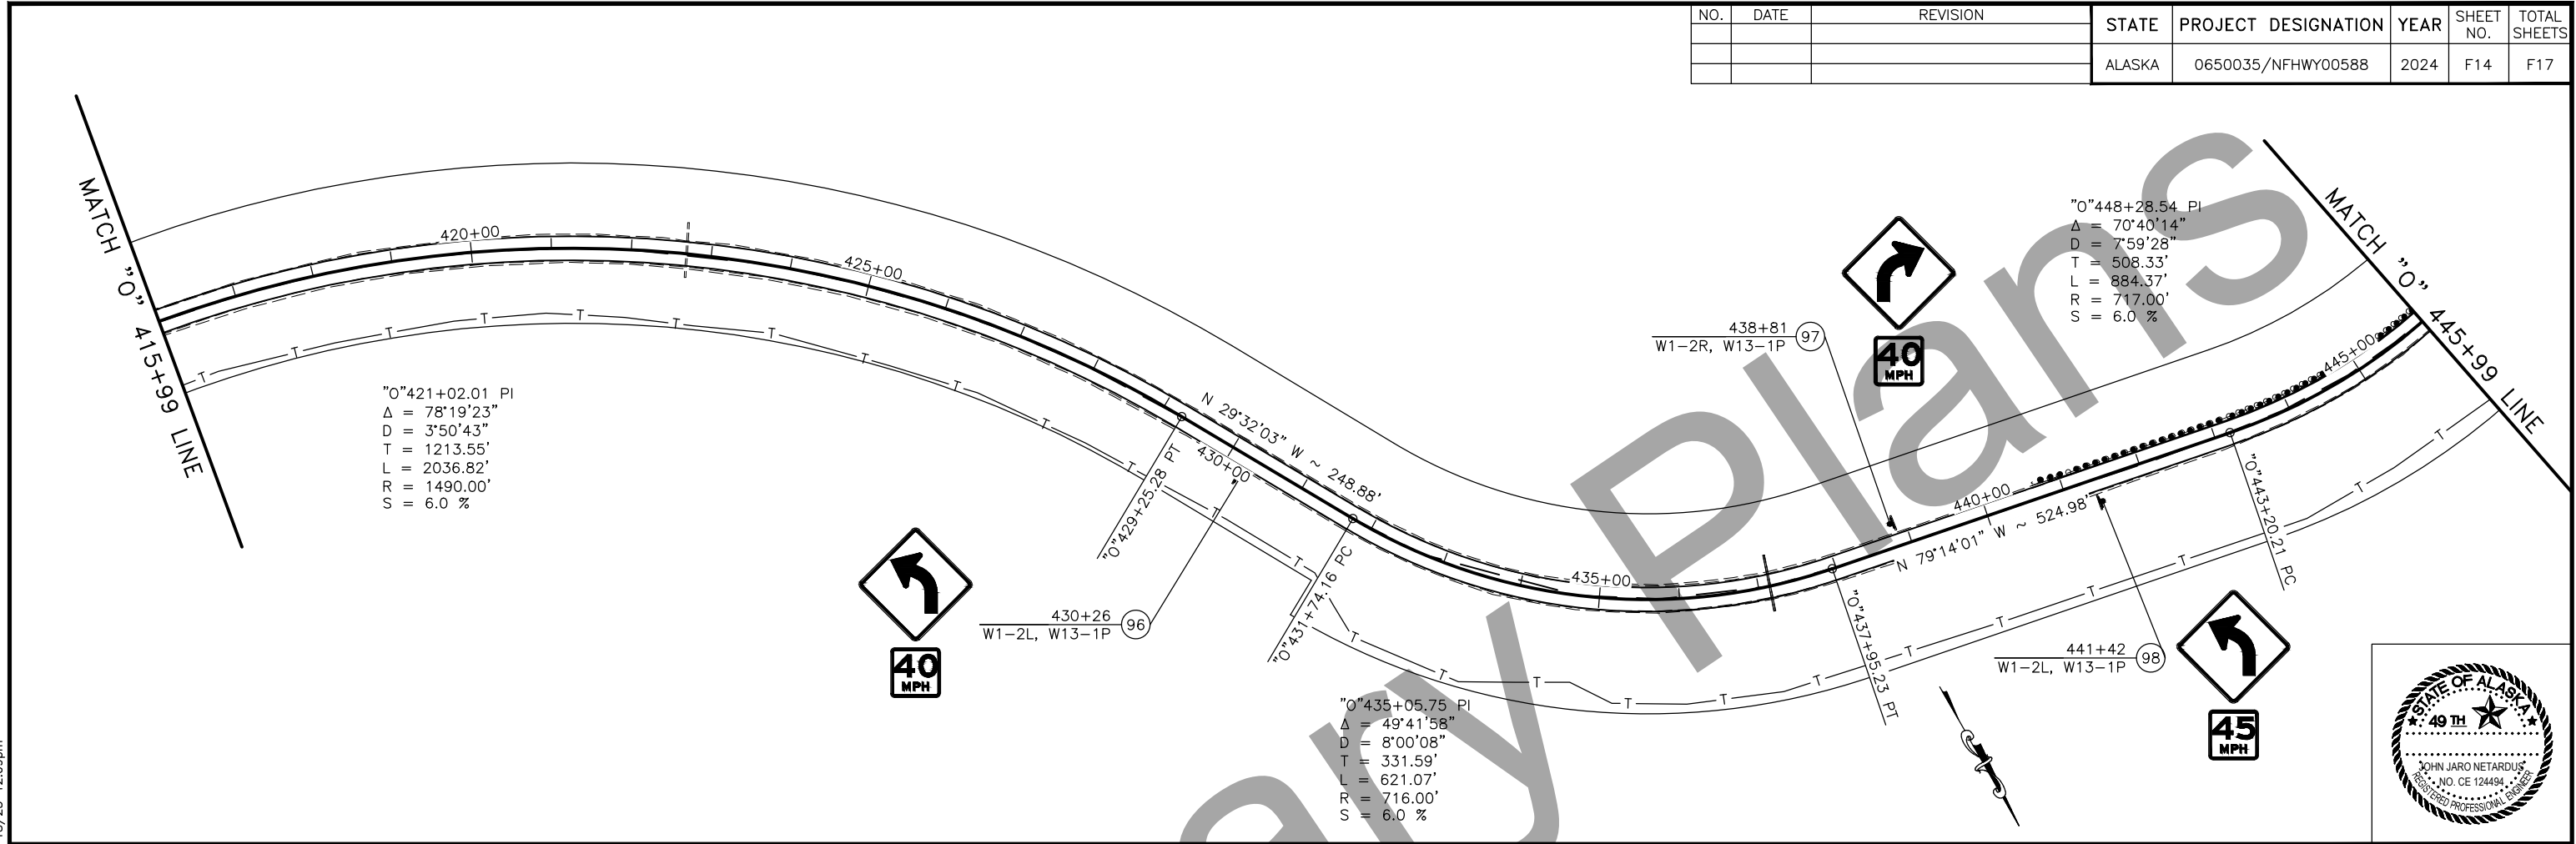 NO. DATE REVISION
STATE PROJECT DESIGNATION YEAR SHEET NO. TOTAL SHEETS
ALASKA 0650035/NFHWY00588 2024 F14 F17
MATCH "O" 415+99 LINE
420+00
425+00
"O"421+02.01 PI
Δ = 78°19'23"
D = 3°50'43"
T = 1213.55'
L = 2036.82'
R = 1490.00'
S = 6.0 %
T T T T T T T T T T T T T T T T T T T T T T T T T
N 29°32'03" W ~ 248.88'
430+00
"O"429+25.28 PT
40
MPH
430+26
W1-2L, W13-1P
96
"O"431+74.16 PC
435+00
"O"435+05.75 PI
Δ = 49°41'58"
D = 8°00'08"
T = 331.59'
L = 621.07'
R = 716.00'
S = 6.0 %
438+81
W1-2R, W13-1P
97
40
MPH
"O"437+95.23 PT
440+00
N 79°14'01" W ~ 524.98'
441+42
W1-2L, W13-1P
98
45
MPH
"O"443+20.21 PC
445+00
"O"448+28.54 PI
Δ = 70°40'14"
D = 7°59'28"
T = 508.33'
L = 884.37'
R = 717.00'
S = 6.0 %
MATCH "O" 445+99 LINE
ary Plans
STATE OF ALASKA
49 TH
JOHN JARO NETARDUS
NO. CE 124494
REGISTERED PROFESSIONAL ENGINEER